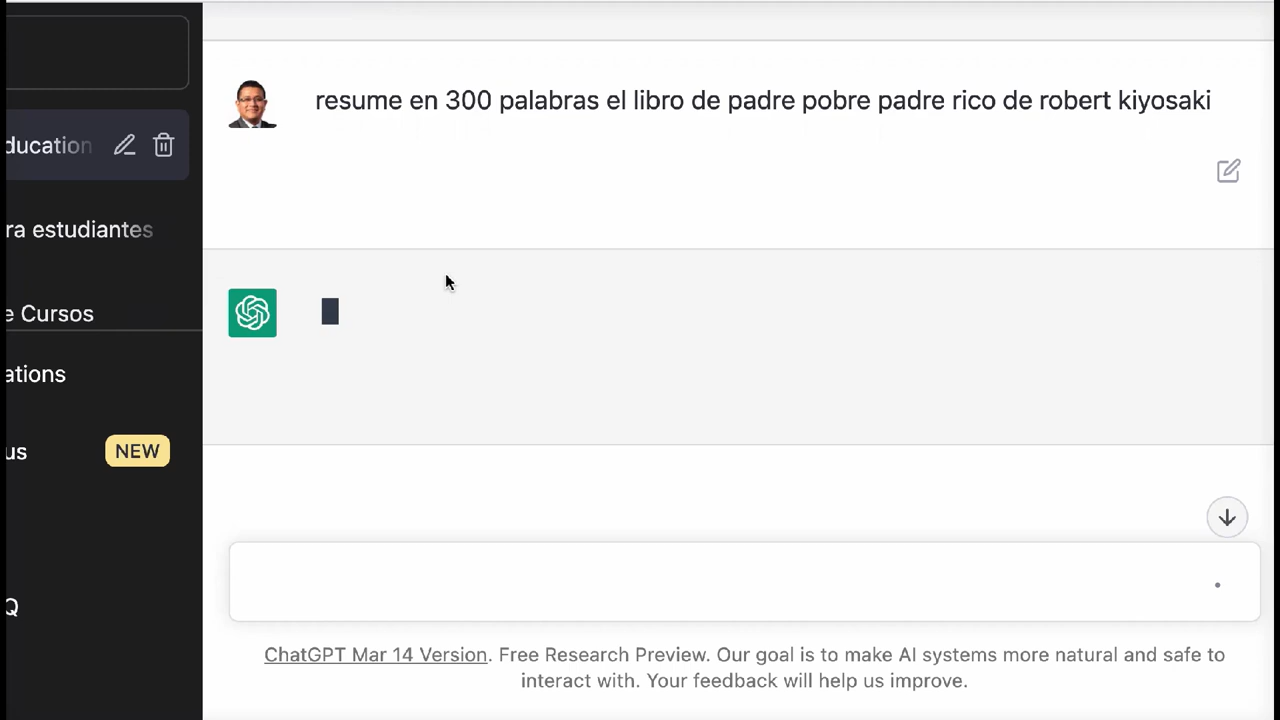 resume en 300 palabras el libro de padre pobre padre rico de robert kiyosaki
ducation
ra estudiantes
e Cursos
ations
us
NEW
Q
ChatGPT Mar 14 Version. Free Research Preview. Our goal is to make AI systems more natural and safe to
interact with. Your feedback will help us improve.